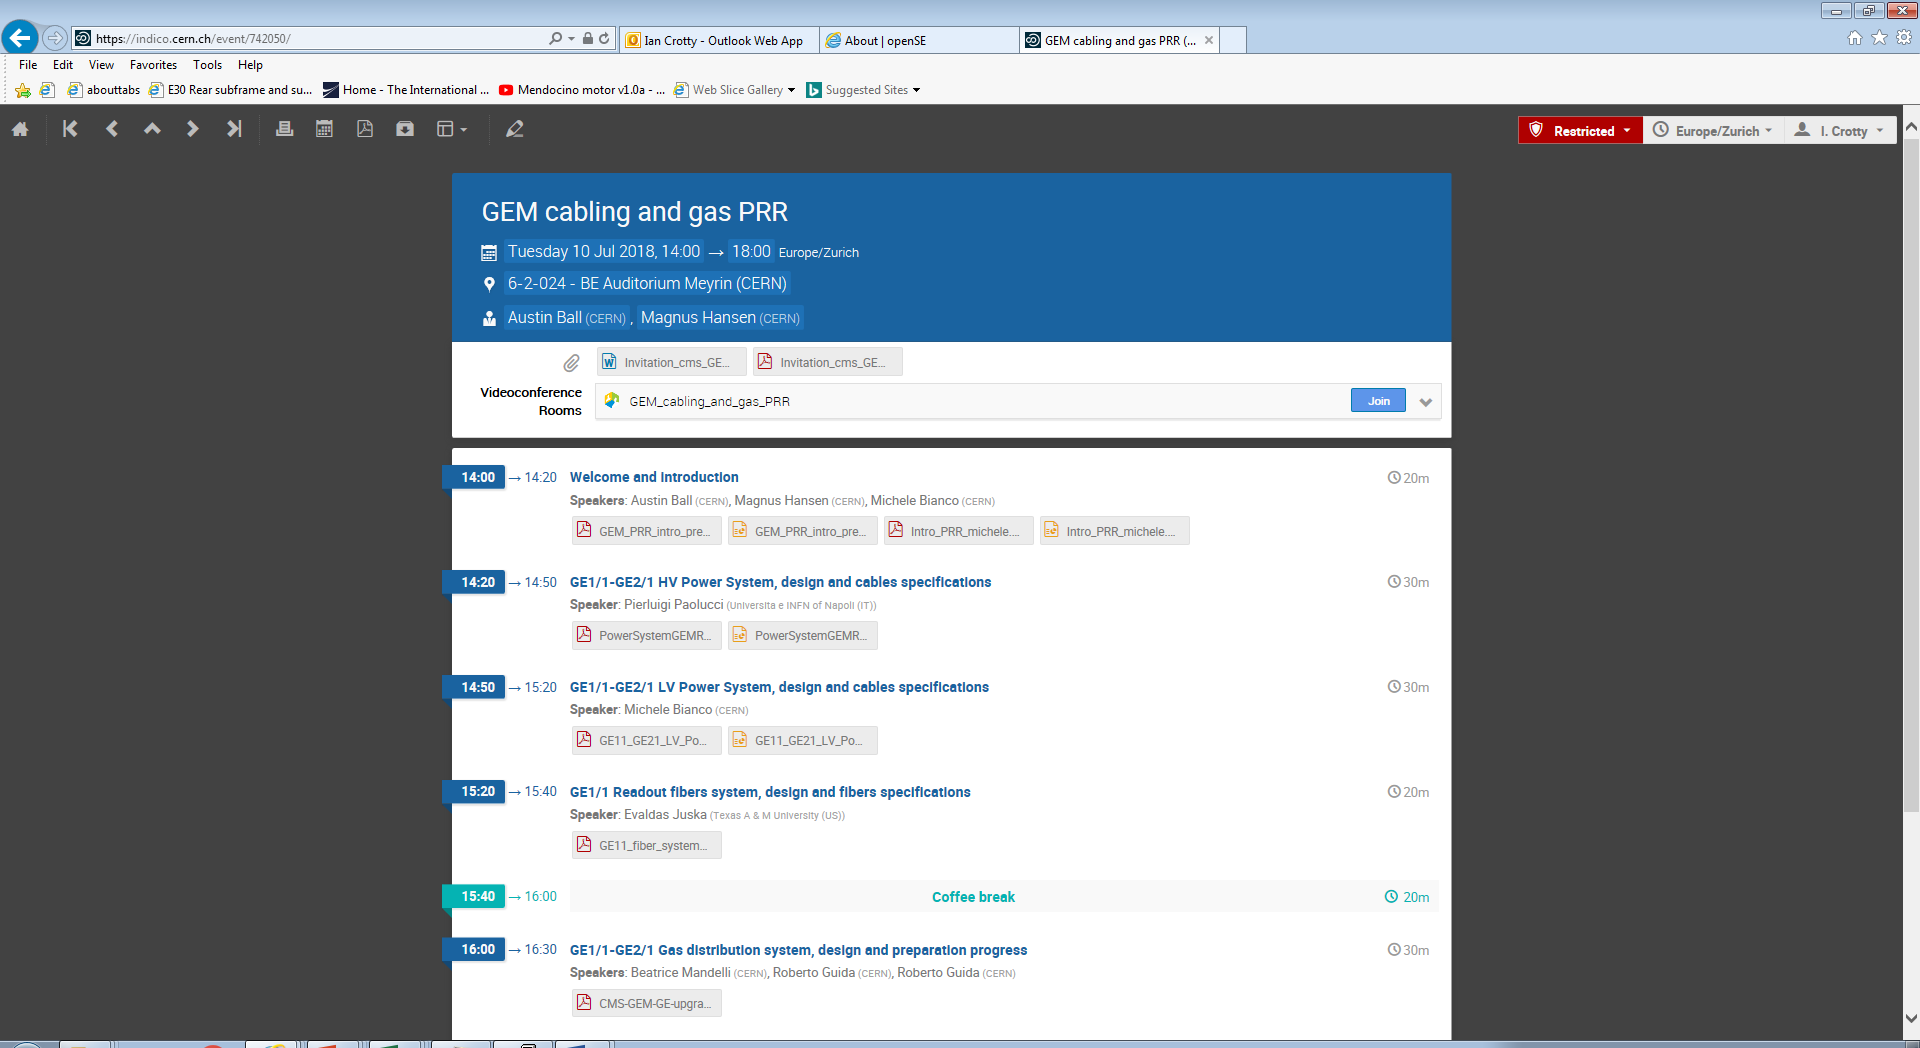 https://indico.cern.ch/event/742050/
Ian Crotty - Outlook Web App
About | openSE
GEM cabling and gas PRR (...
File Edit View Favorites Tools Help
abouttabs
E30 Rear subframe and su...
Home - The International ...
Mendocino motor v1.0a - ...
Web Slice Gallery
Suggested Sites
Restricted
Europe/Zurich
I. Crotty
GEM cabling and gas PRR
Tuesday 10 Jul 2018, 14:00 → 18:00 Europe/Zurich
6-2-024 - BE Auditorium Meyrin (CERN)
Austin Ball (CERN) , Magnus Hansen (CERN)
Invitation_cms_GE...
Invitation_cms_GE...
Videoconference
Rooms
GEM_cabling_and_gas_PRR
Join
14:00 → 14:20 Welcome and introduction 20m
Speakers: Austin Ball (CERN), Magnus Hansen (CERN), Michele Bianco (CERN)
GEM_PRR_intro_pre... GEM_PRR_intro_pre... Intro_PRR_michele.... Intro_PRR_michele....
14:20 → 14:50 GE1/1-GE2/1 HV Power System, design and cables specifications 30m
Speaker: Pierluigi Paolucci (Universita e INFN of Napoli (IT))
PowerSystemGEMR... PowerSystemGEMR...
14:50 → 15:20 GE1/1-GE2/1 LV Power System, design and cables specifications 30m
Speaker: Michele Bianco (CERN)
GE11_GE21_LV_Po... GE11_GE21_LV_Po...
15:20 → 15:40 GE1/1 Readout fibers system, design and fibers specifications 20m
Speaker: Evaldas Juska (Texas A & M University (US))
GE11_fiber_system...
15:40 → 16:00 Coffee break 20m
16:00 → 16:30 GE1/1-GE2/1 Gas distribution system, design and preparation progress 30m
Speakers: Beatrice Mandelli (CERN), Roberto Guida (CERN), Roberto Guida (CERN)
CMS-GEM-GE-upgra...